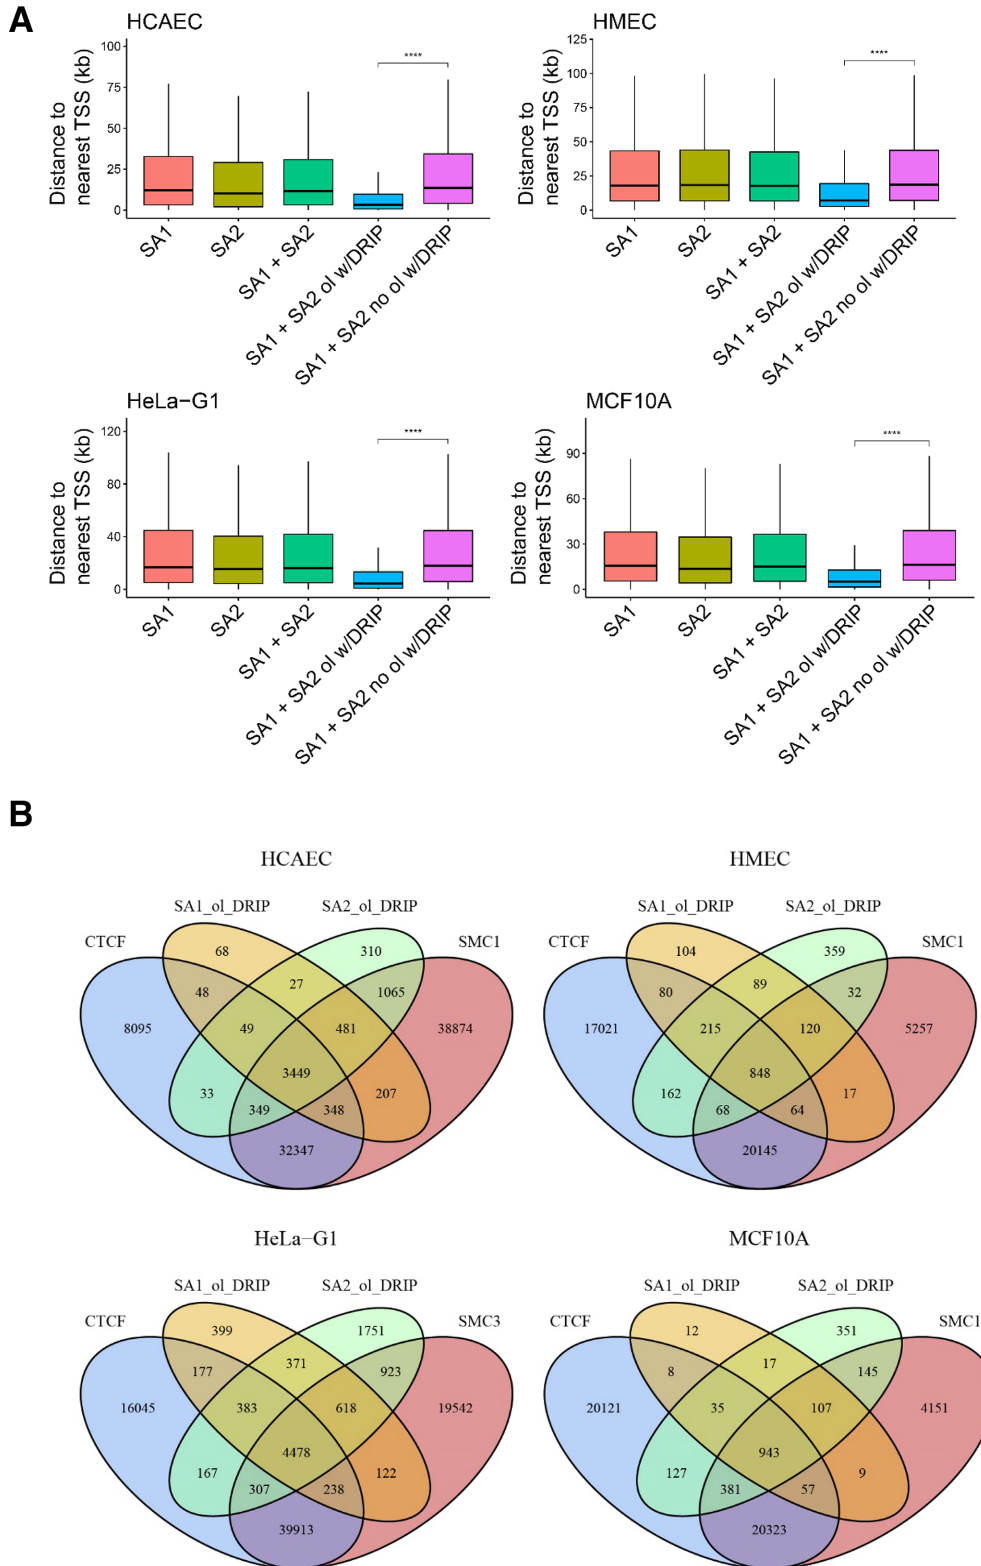 A
HCAEC
Distance to
nearest TSS (kb)
100
75
50
25
0
****
SA1
SA2
SA1 + SA2
SA1 + SA2 ol w/DRIP
SA1 + SA2 no ol w/DRIP
HMEC
Distance to
nearest TSS (kb)
125
100
75
50
25
0
****
SA1
SA2
SA1 + SA2
SA1 + SA2 ol w/DRIP
SA1 + SA2 no ol w/DRIP
HeLa−G1
Distance to
nearest TSS (kb)
120
80
40
0
****
SA1
SA2
SA1 + SA2
SA1 + SA2 ol w/DRIP
SA1 + SA2 no ol w/DRIP
MCF10A
Distance to
nearest TSS (kb)
90
60
30
0
****
SA1
SA2
SA1 + SA2
SA1 + SA2 ol w/DRIP
SA1 + SA2 no ol w/DRIP
B
HCAEC
SA1_ol_DRIP SA2_ol_DRIP
CTCF SMC1
68 310
48 27 1065
8095 49 481 38874
3449
33 207
349 348
32347
HMEC
SA1_ol_DRIP SA2_ol_DRIP
CTCF SMC1
104 359
80 89 32
17021 215 120 5257
848
162 17
68 64
20145
HeLa−G1
SA1_ol_DRIP SA2_ol_DRIP
CTCF SMC3
399 1751
177 371 923
16045 383 618 19542
4478
167 122
307 238
39913
MCF10A
SA1_ol_DRIP SA2_ol_DRIP
CTCF SMC1
12 351
8 17 145
20121 35 107 4151
943
127 9
381 57
20323